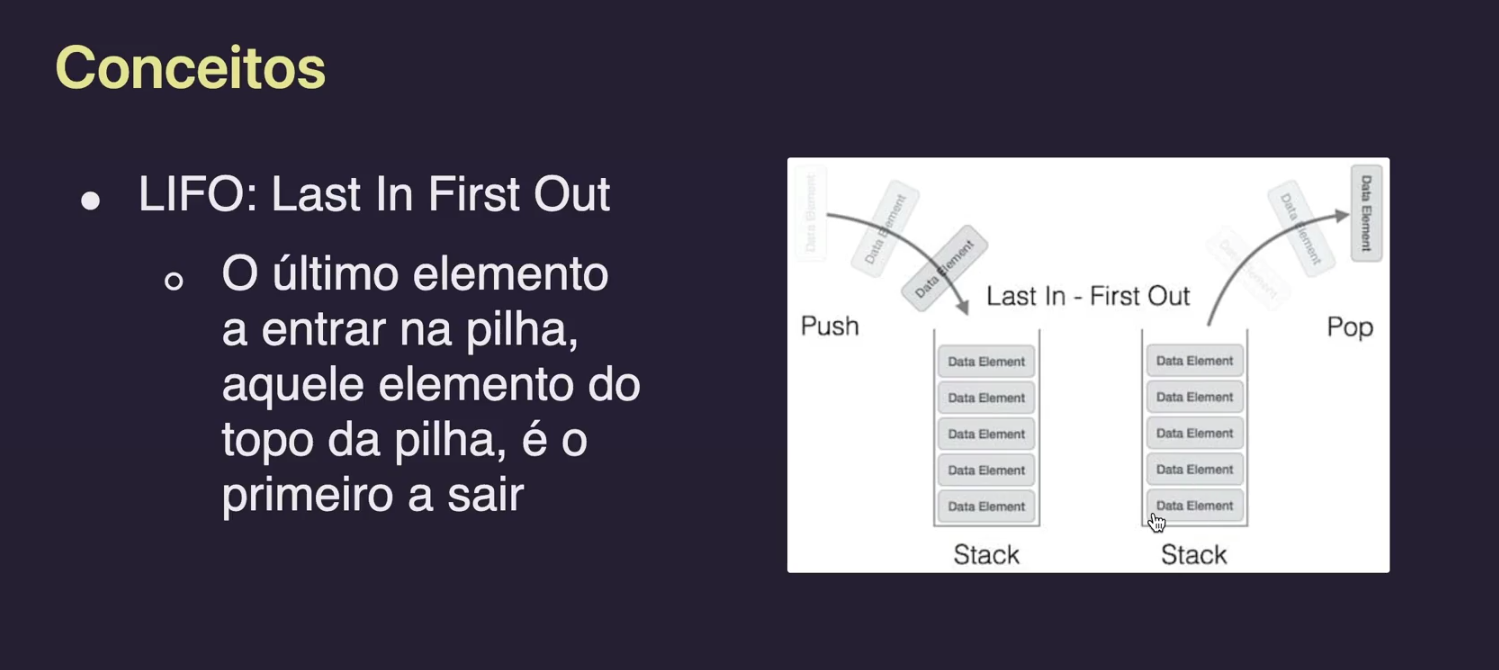 Conceitos
LIFO: Last In First Out
O último elemento
a entrar na pilha,
aquele elemento do
topo da pilha, é o
primeiro a sair
Data Element
Data Element
Data Element
Data Element
Data Element
Data Element
Last In - First Out
Push
Pop
Data Element
Data Element
Data Element
Data Element
Data Element
Data Element
Data Element
Data Element
Data Element
Data Element
Stack
Stack